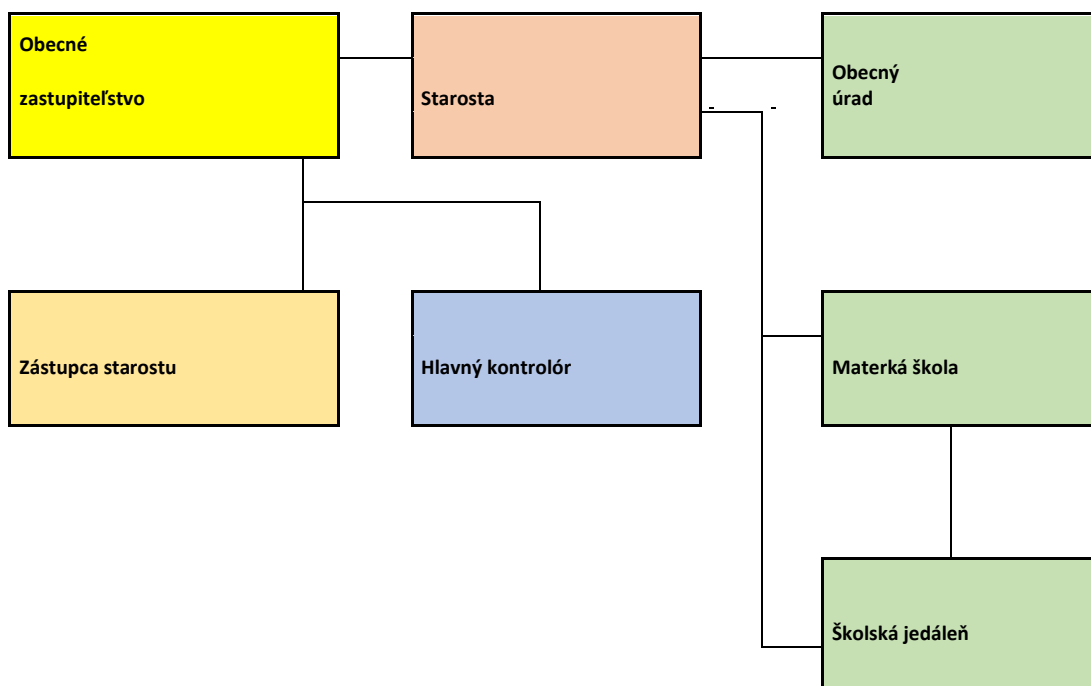 Obecné
zastupiteľstvo
Starosta
Obecný
úrad
Zástupca starostu
Hlavný kontrolór
Materká škola
Školská jedáleň